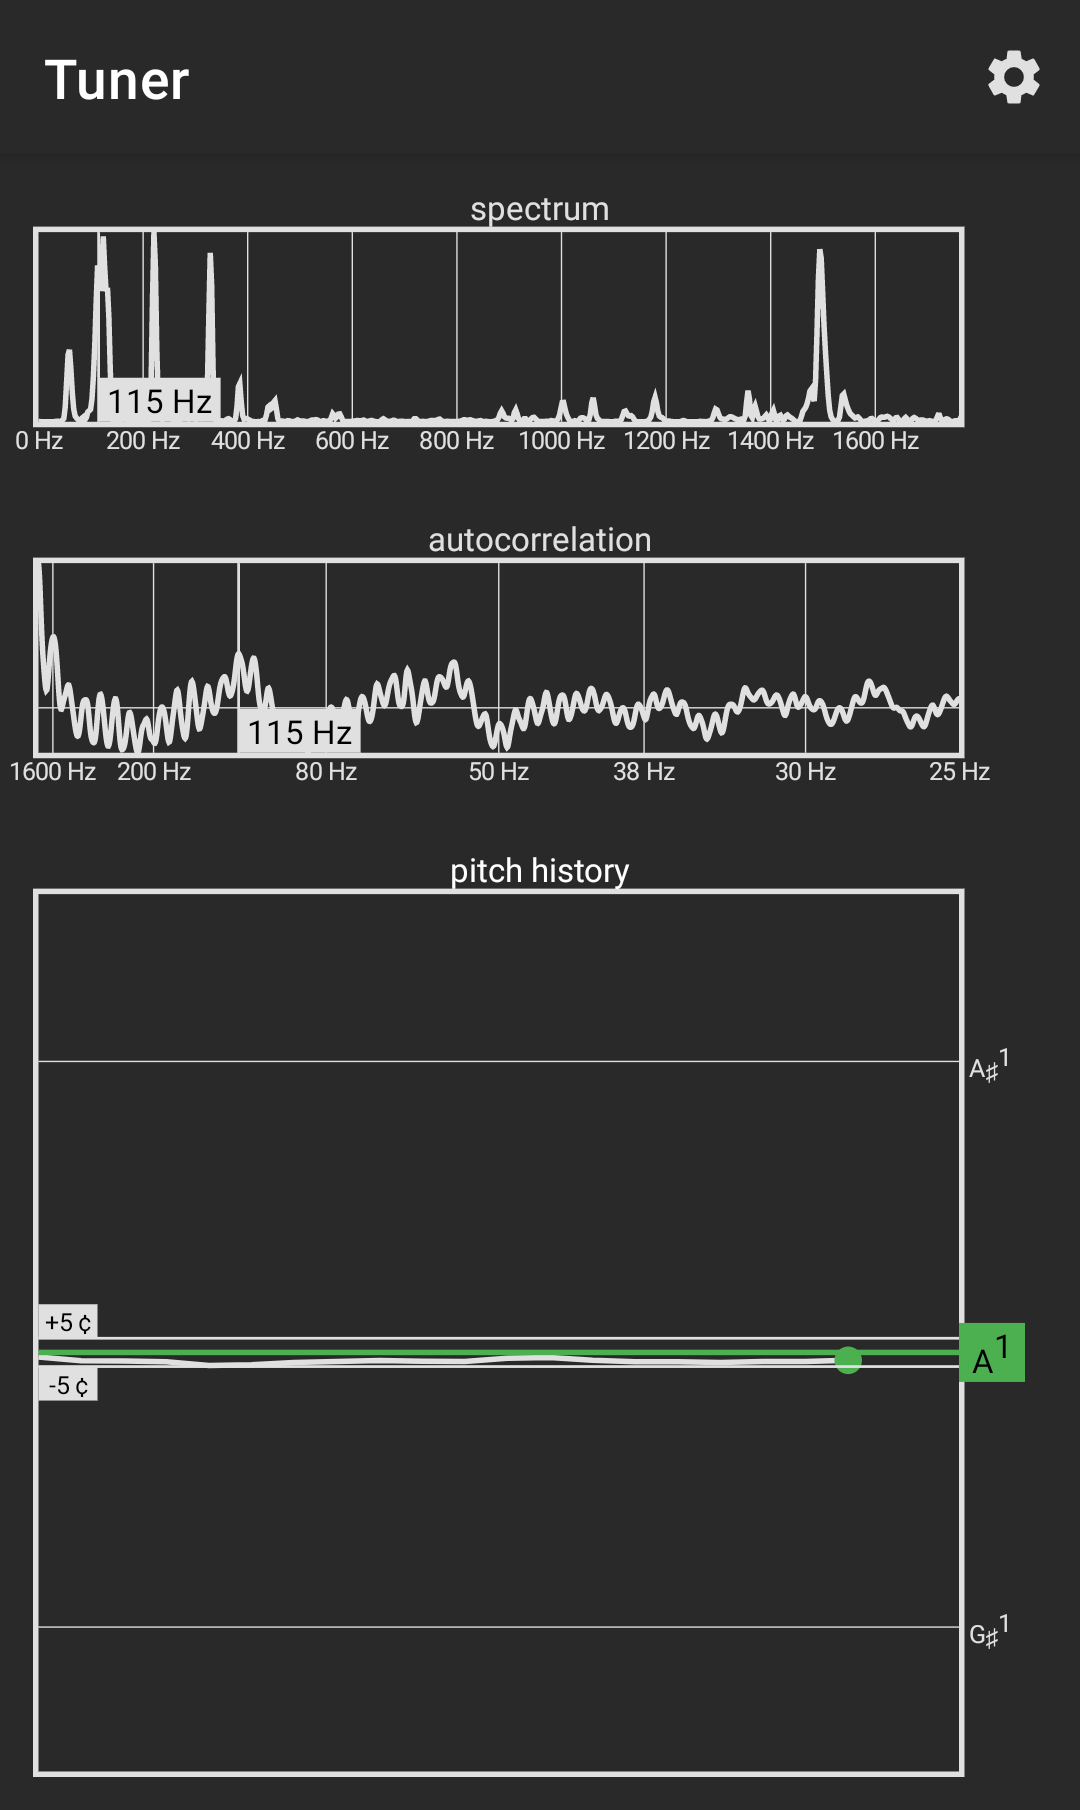 Tuner
spectrum
115 Hz
0 Hz 200 Hz 400 Hz 600 Hz 800 Hz 1000 Hz 1200 Hz 1400 Hz 1600 Hz
autocorrelation
115 Hz
1600 Hz 200 Hz 80 Hz 50 Hz 38 Hz 30 Hz 25 Hz
pitch history
A♯¹
+5 ¢
A¹
-5 ¢
G♯¹